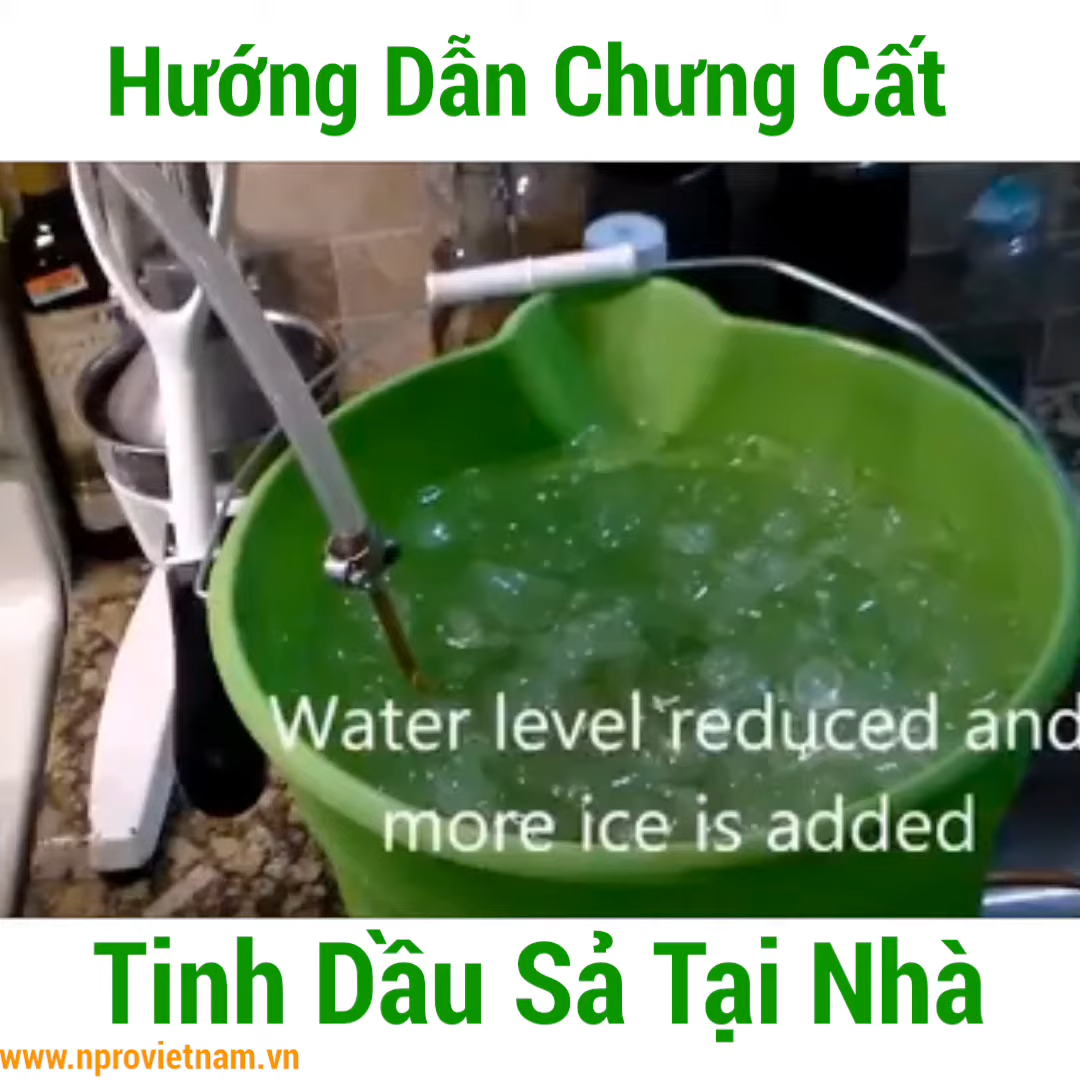 Hướng Dẫn Chưng Cất
Water level reduced and
more ice is added
Tinh Dầu Sả Tại Nhà
www.nprovietnam.vn